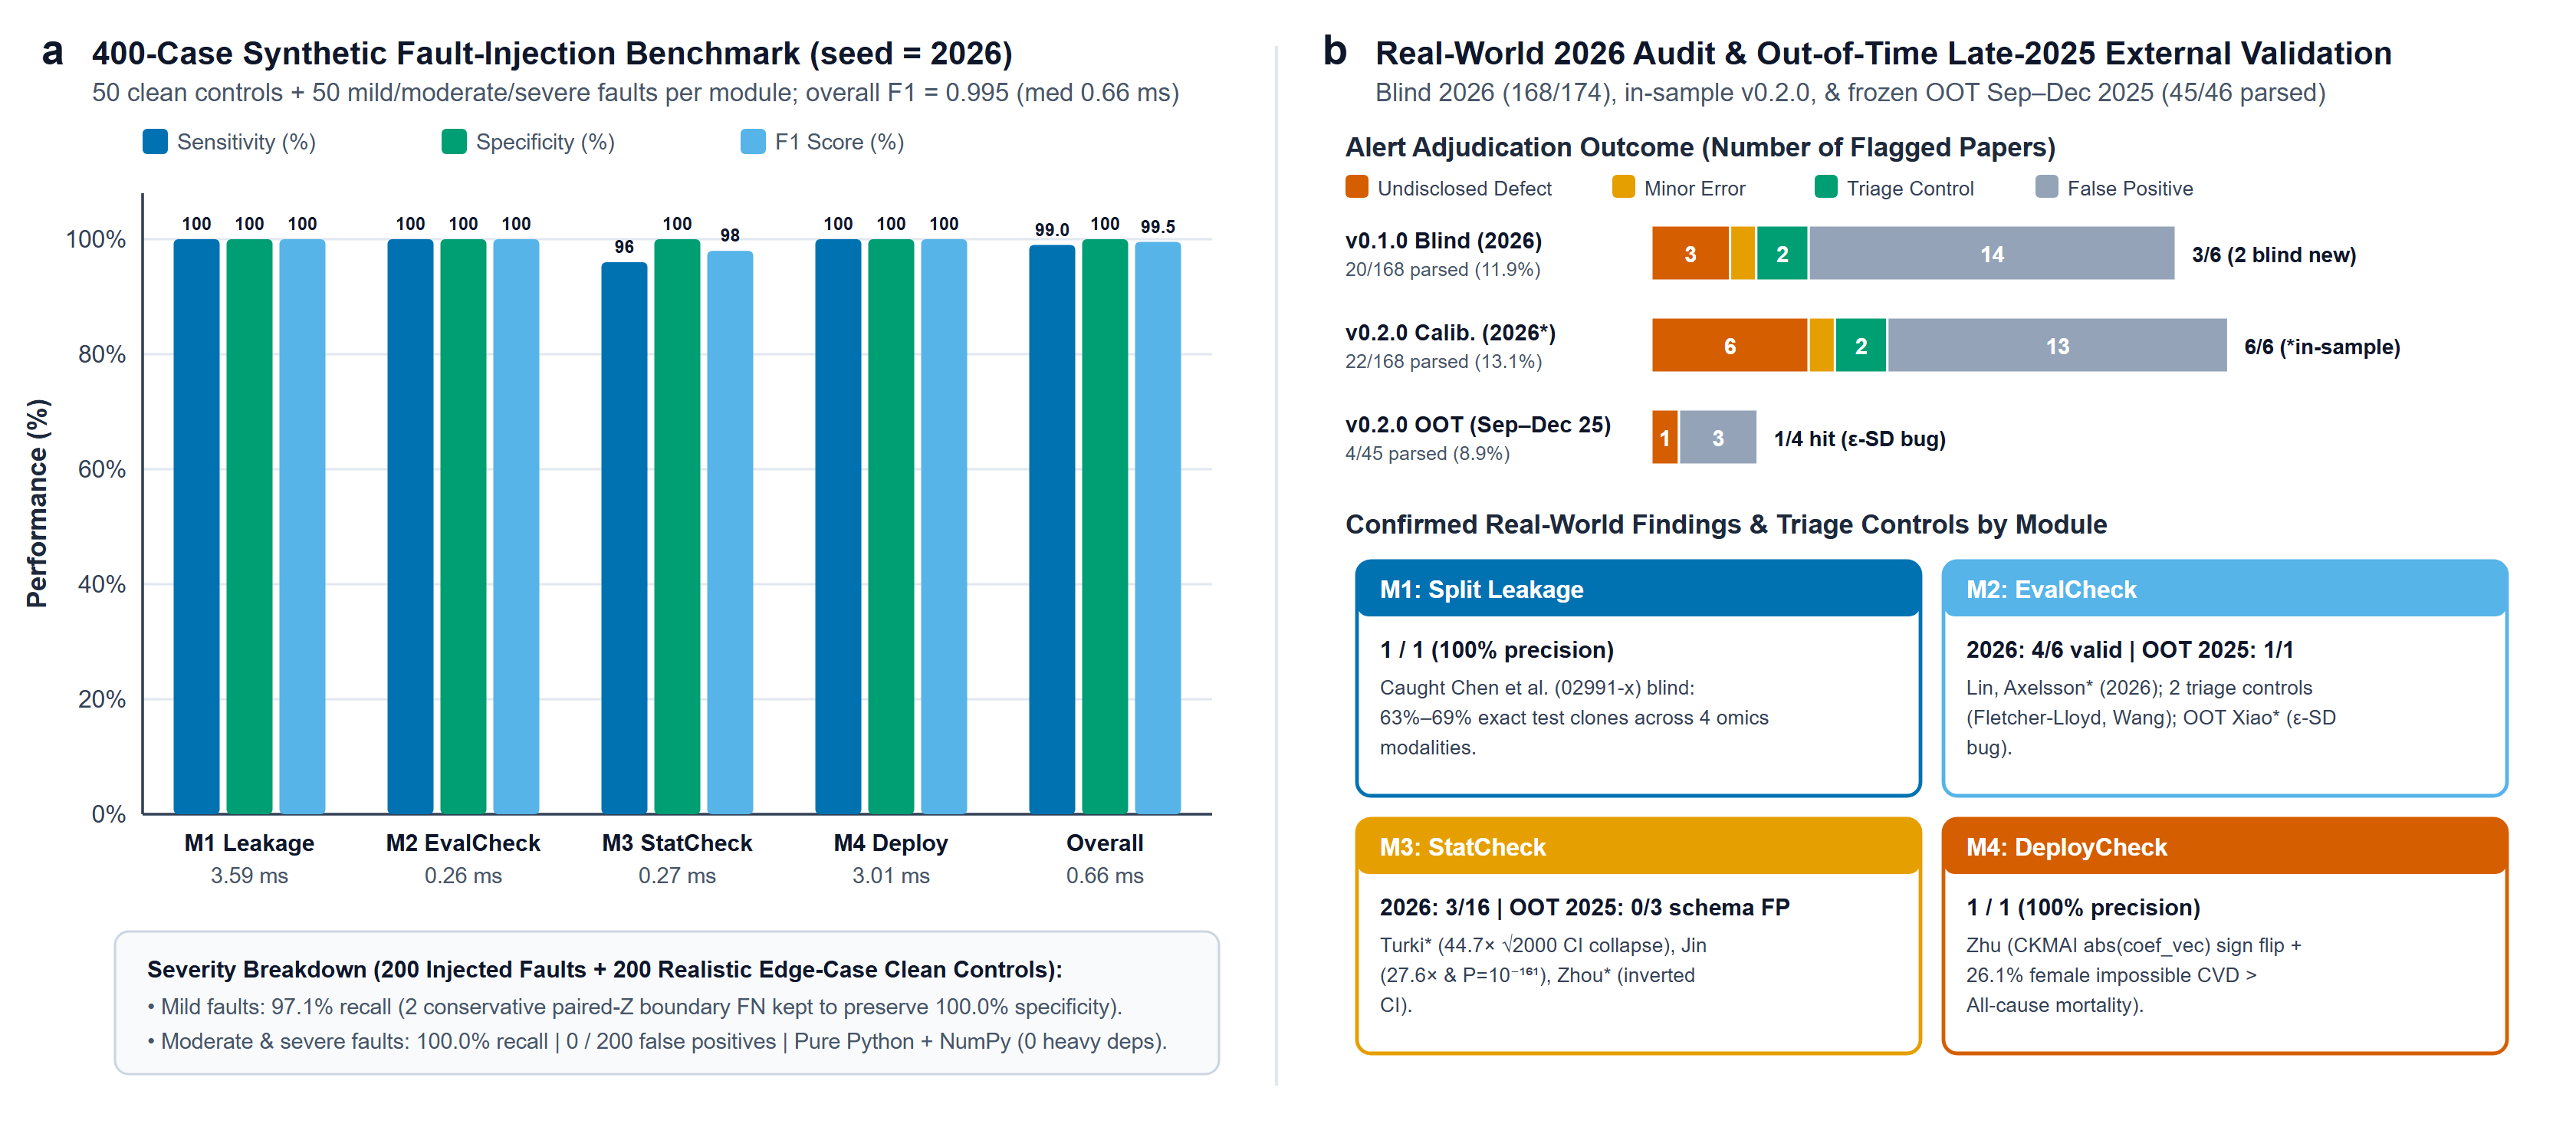 a 400-Case Synthetic Fault-Injection Benchmark (seed = 2026)
50 clean controls + 50 mild/moderate/severe faults per module; overall F1 = 0.995 (med 0.66 ms)
Sensitivity (%) Specificity (%) F1 Score (%)
Performance (%)
100%
80%
60%
40%
20%
0%
100 100 100
100 100 100
96 100 98
100 100 100
99.0 100 99.5
M1 Leakage M2 EvalCheck M3 StatCheck M4 Deploy Overall
3.59 ms 0.26 ms 0.27 ms 3.01 ms 0.66 ms
Severity Breakdown (200 Injected Faults + 200 Realistic Edge-Case Clean Controls):
• Mild faults: 97.1% recall (2 conservative paired-Z boundary FN kept to preserve 100.0% specificity).
• Moderate & severe faults: 100.0% recall | 0 / 200 false positives | Pure Python + NumPy (0 heavy deps).
b Real-World 2026 Audit & Out-of-Time Late-2025 External Validation
Blind 2026 (168/174), in-sample v0.2.0, & frozen OOT Sep–Dec 2025 (45/46 parsed)
Alert Adjudication Outcome (Number of Flagged Papers)
Undisclosed Defect Minor Error Triage Control False Positive
v0.1.0 Blind (2026)
20/168 parsed (11.9%)
3 2 14 3/6 (2 blind new)
v0.2.0 Calib. (2026*)
22/168 parsed (13.1%)
6 2 13 6/6 (*in-sample)
v0.2.0 OOT (Sep–Dec 25)
4/45 parsed (8.9%)
1 3 1/4 hit (ε-SD bug)
Confirmed Real-World Findings & Triage Controls by Module
M1: Split Leakage
1 / 1 (100% precision)
Caught Chen et al. (02991-x) blind:
63%–69% exact test clones across 4 omics
modalities.
M2: EvalCheck
2026: 4/6 valid | OOT 2025: 1/1
Lin, Axelsson* (2026); 2 triage controls
(Fletcher-Lloyd, Wang); OOT Xiao* (ε-SD
bug).
M3: StatCheck
2026: 3/16 | OOT 2025: 0/3 schema FP
Turki* (44.7× √2000 CI collapse), Jin
(27.6× & P=10⁻¹⁶¹), Zhou* (inverted
CI).
M4: DeployCheck
1 / 1 (100% precision)
Zhu (CKMAI abs(coef_vec) sign flip +
26.1% female impossible CVD >
All-cause mortality).